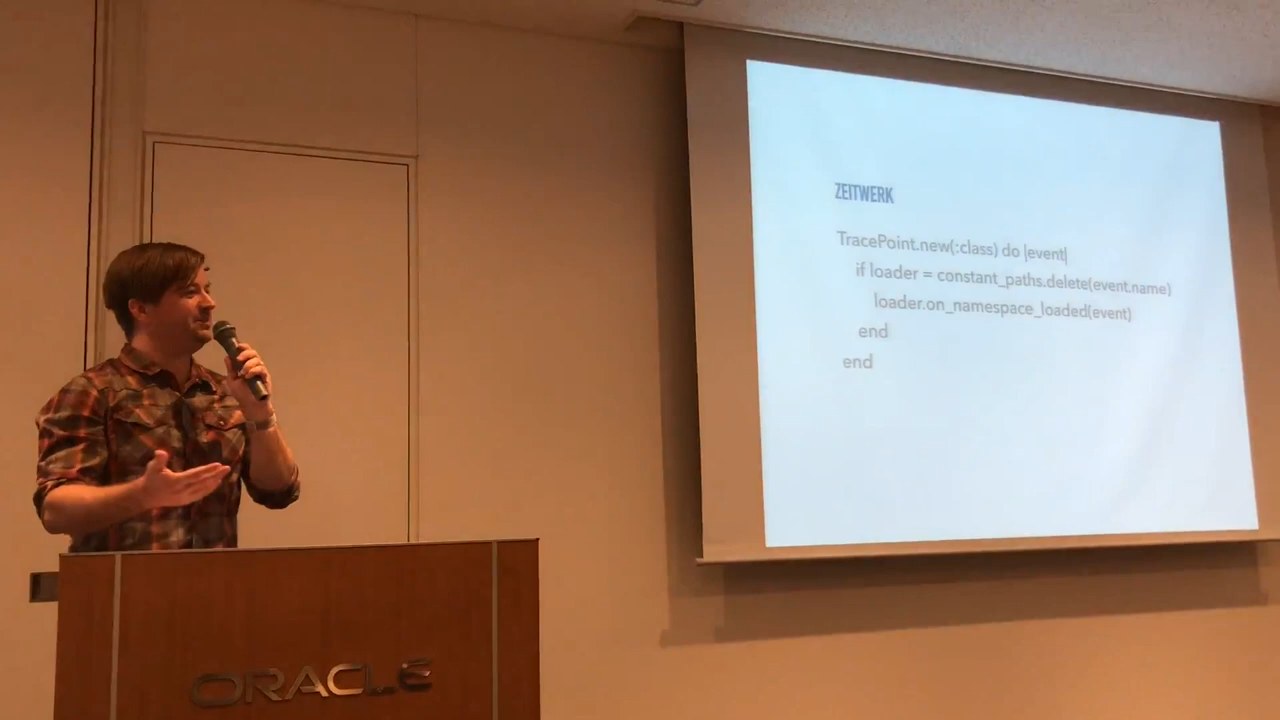 ZEITWERK
TracePoint.new(:class) do |event|
if loader = constant_paths.delete(event.name)
loader.on_namespace_loaded(event)
end
end
ORACLE